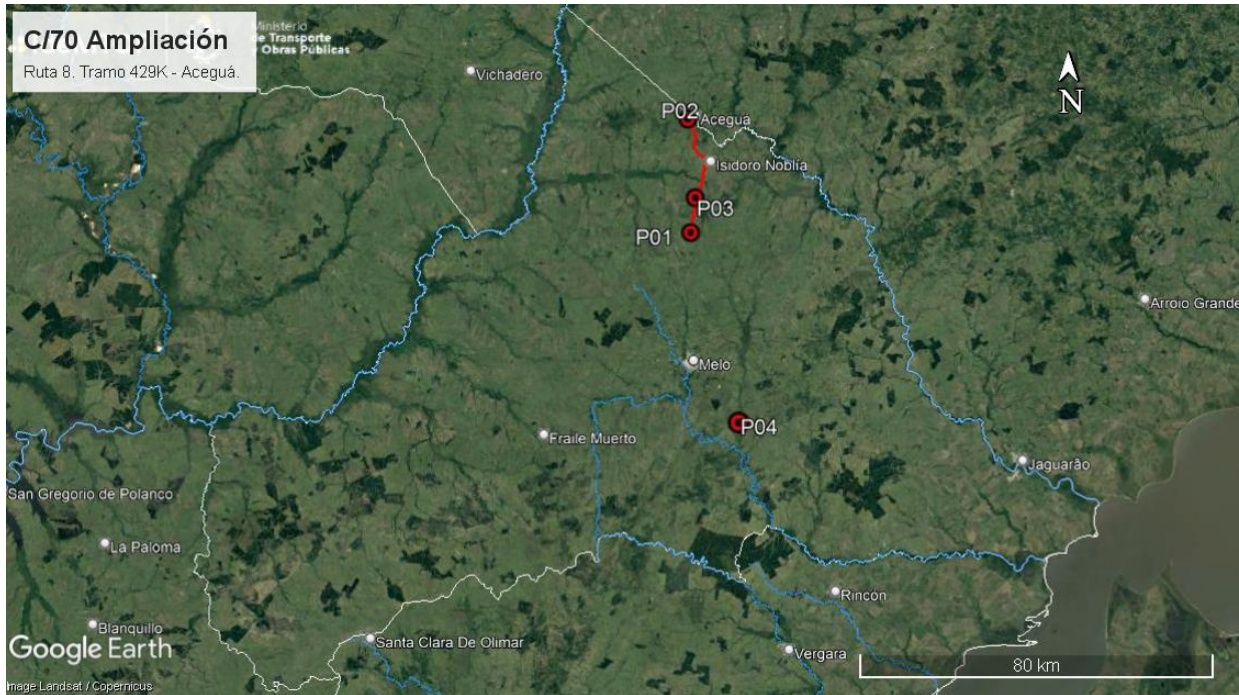 C/70 Ampliación
Ruta 8. Tramo 429K - Aceguá.
Ministerio
de Transporte
y Obras Públicas
N
Vichadero
P02
Aceguá
Isidoro Noblía
P03
P01
Arroio Grande
Melo
P04
Fraile Muerto
Jaguarão
San Gregorio de Polanco
La Paloma
Rincón
Blanquillo
Santa Clara De Olimar
Vergara
Google Earth
80 km
Image Landsat / Copernicus